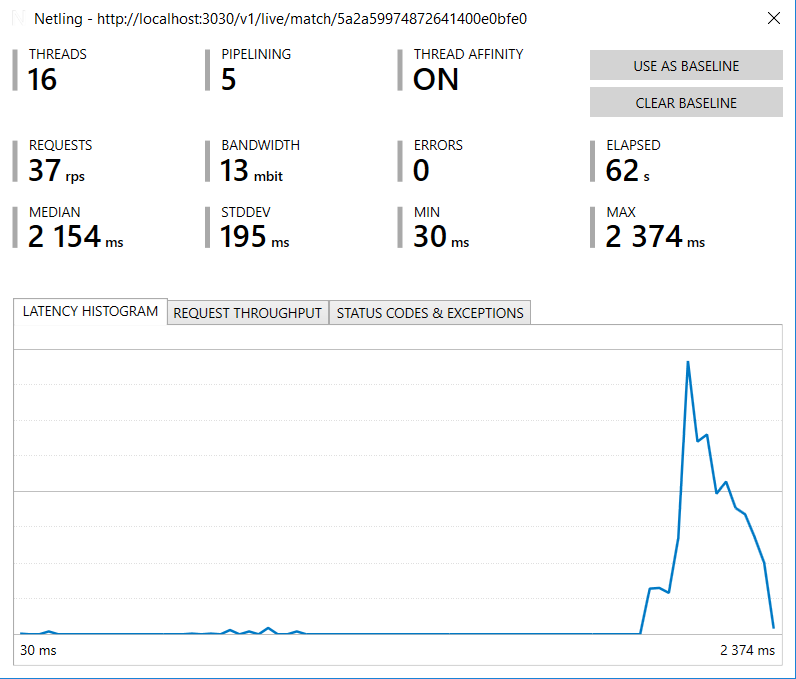 Netling - http://localhost:3030/v1/live/match/5a2a59974872641400e0bfe0
THREADS
16
PIPELINING
5
THREAD AFFINITY
ON
USE AS BASELINE
CLEAR BASELINE
REQUESTS
37 rps
BANDWIDTH
13 mbit
ERRORS
0
ELAPSED
62 s
MEDIAN
2 154 ms
STDDEV
195 ms
MIN
30 ms
MAX
2 374 ms
LATENCY HISTOGRAM
REQUEST THROUGHPUT
STATUS CODES & EXCEPTIONS
30 ms
2 374 ms